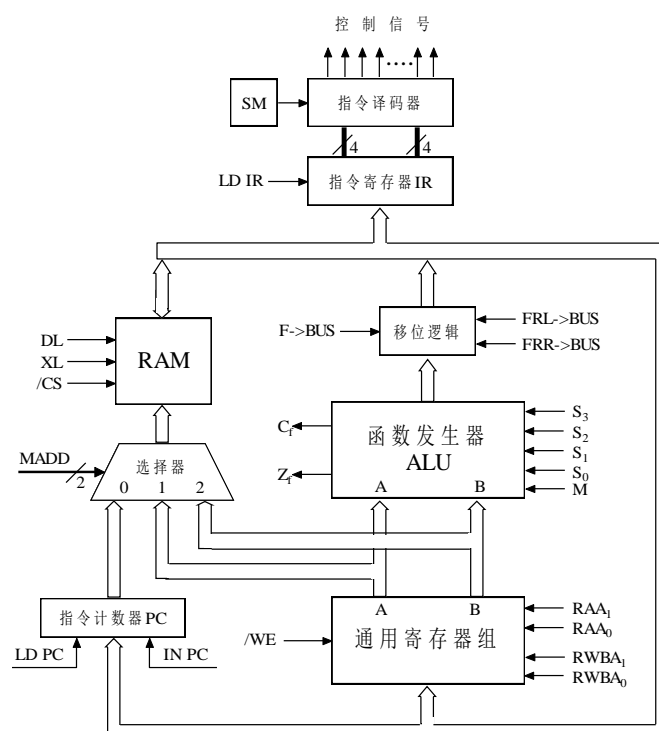 控 制 信 号
SM
指令译码器
4
4
LD IR
指令寄存器IR
DL
XL
/CS
RAM
F->BUS
移位逻辑
FRL->BUS
FRR->BUS
MADD
2
选择器
0 1 2
Cf
Zf
函数发生器
ALU
A B
S3
S2
S1
S0
M
指令计数器PC
LD PC
IN PC
/WE
A B
通用寄存器组
RAA1
RAA0
RWBA1
RWBA0